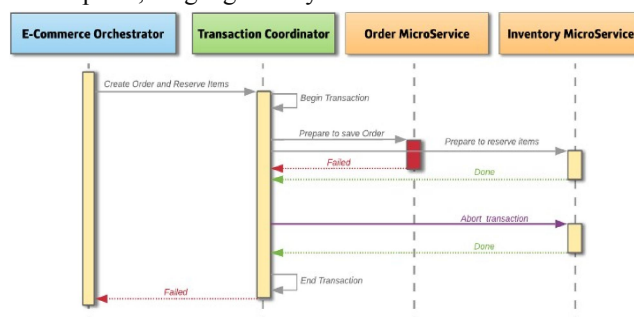 E-Commerce Orchestrator
Transaction Coordinator
Order MicroService
Inventory MicroService
Create Order and Reserve Items
Begin Transaction
Prepare to save Order
Prepare to reserve items
Failed
Done
Abort transaction
Done
End Transaction
Failed